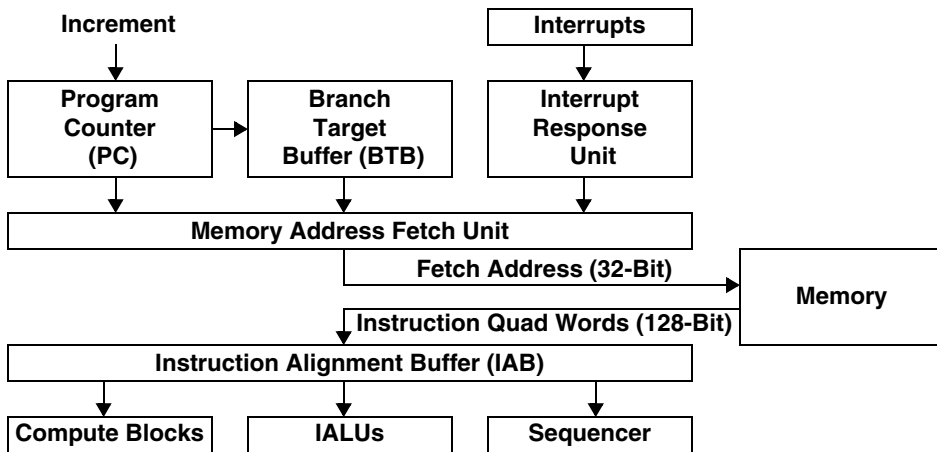 Increment
Interrupts
Program
Counter
(PC)
Branch
Target
Buffer (BTB)
Interrupt
Response
Unit
Memory Address Fetch Unit
Fetch Address (32-Bit)
Memory
Instruction Quad Words (128-Bit)
Instruction Alignment Buffer (IAB)
Compute Blocks
IALUs
Sequencer